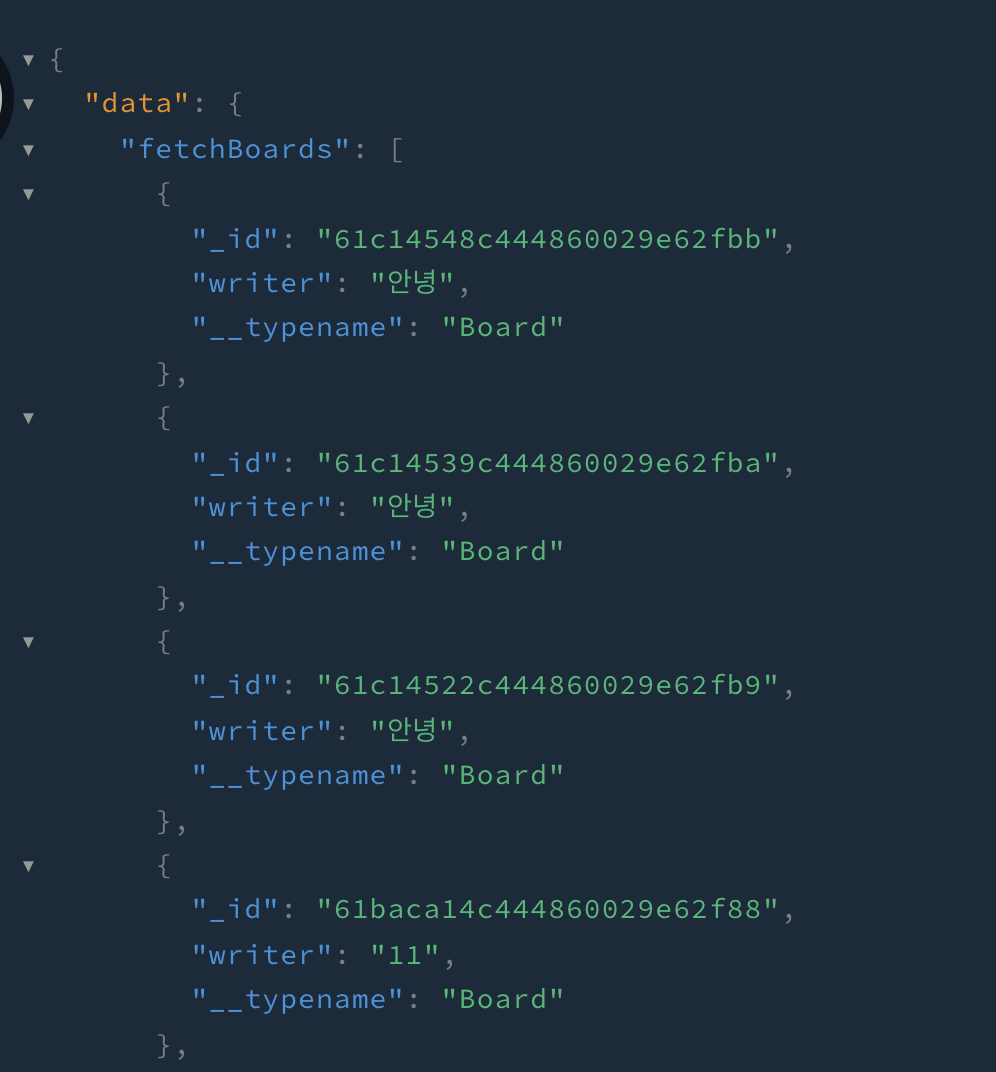 {
"data": {
"fetchBoards": [
{
"_id": "61c14548c444860029e62fbb",
"writer": "안녕",
"__typename": "Board"
},
{
"_id": "61c14539c444860029e62fba",
"writer": "안녕",
"__typename": "Board"
},
{
"_id": "61c14522c444860029e62fb9",
"writer": "안녕",
"__typename": "Board"
},
{
"_id": "61baca14c444860029e62f88",
"writer": "11",
"__typename": "Board"
},